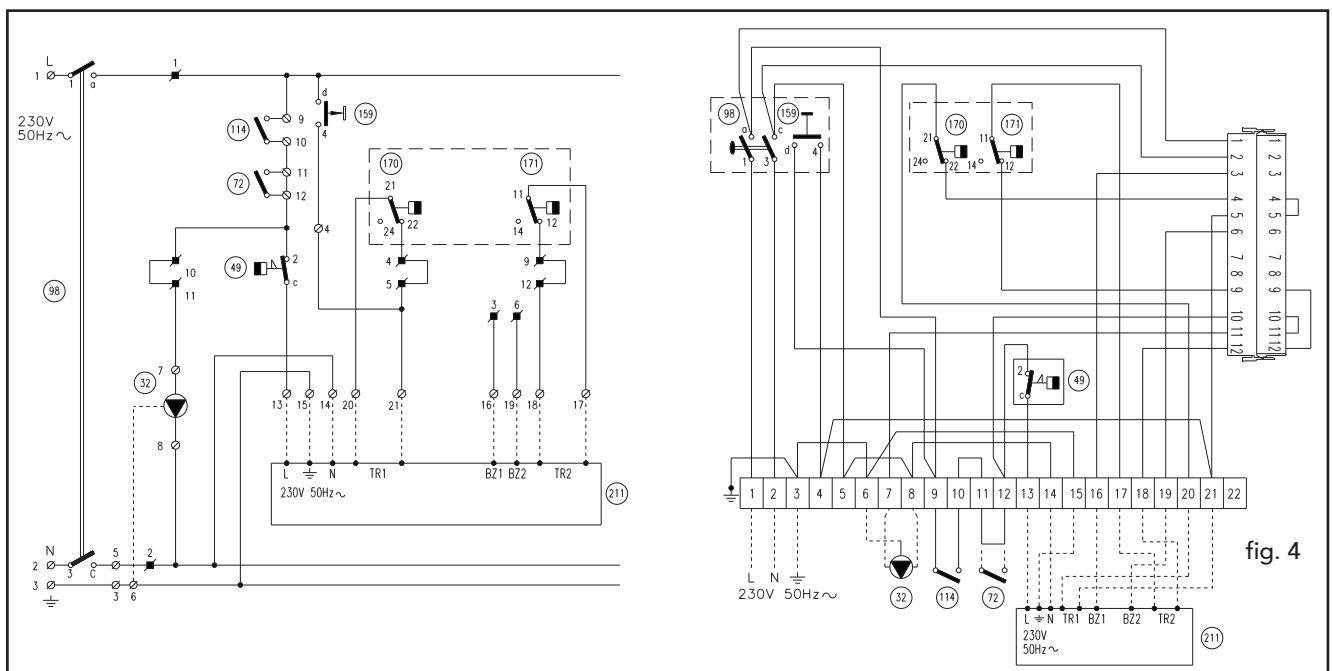 L
1 1 a 1
230V
50Hz~
d
159
4
114 9
10
72 11
12
170 171
21 11
24 22 14 12
4
49 2
c
10
11
4 9
5 12
3 6
98
7
32
8
13 15 14 20 21 16 19 18 17
L N TR1 BZ1 BZ2 TR2
230V 50Hz~
211
N
2 3 C 5 2
3 3 6
98 159
a c
d 4
1 3
170 171
21 11
24 22 14 12
1 1
2 2
3 3
4 4
5 5
6 6
7 7
8 8
9 9
10 10
11 11
12 12
2
c
49
1 2 3 4 5 6 7 8 9 10 11 12 13 14 15 16 17 18 19 20 21 22
L N
230V 50Hz~
32 114 72
L N TR1 BZ1 BZ2 TR2
230V
50Hz~
211
fig. 4